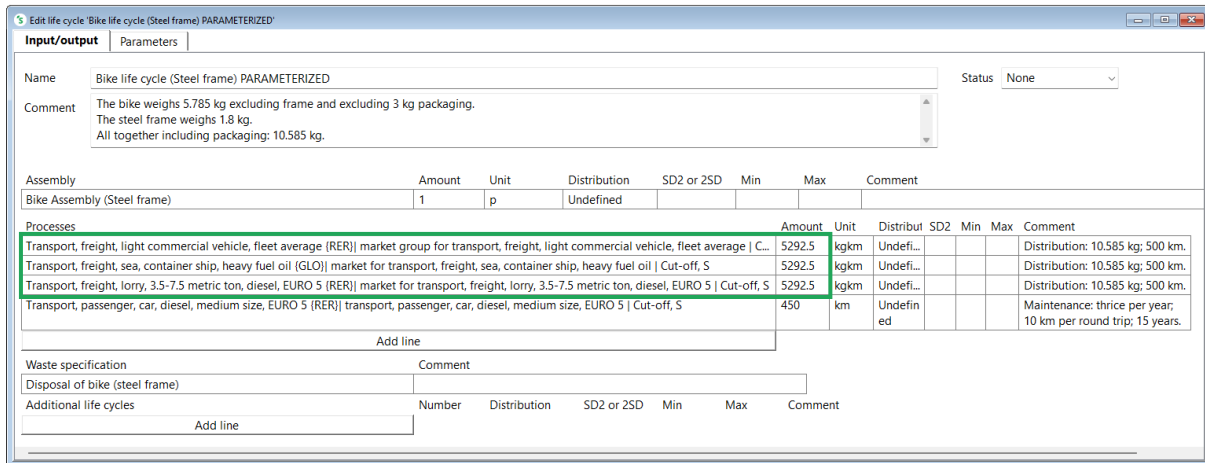 Edit life cycle 'Bike life cycle (Steel frame) PARAMETERIZED'
Input/output Parameters
Name Bike life cycle (Steel frame) PARAMETERIZED Status None
Comment The bike weighs 5.785 kg excluding frame and excluding 3 kg packaging.
The steel frame weighs 1.8 kg.
All together including packaging: 10.585 kg.
Assembly Amount Unit Distribution SD2 or 2SD Min Max Comment
Bike Assembly (Steel frame) 1 p Undefined
Processes Amount Unit Distribut SD2 Min Max Comment
Transport, freight, light commercial vehicle, fleet average {RER}| market group for transport, freight, light commercial vehicle, fleet average | C... 5292.5 kgkm Undefi... Distribution: 10.585 kg; 500 km.
Transport, freight, sea, container ship, heavy fuel oil {GLO}| market for transport, freight, sea, container ship, heavy fuel oil | Cut-off, S 5292.5 kgkm Undefi... Distribution: 10.585 kg; 500 km.
Transport, freight, lorry, 3.5-7.5 metric ton, diesel, EURO 5 {RER}| market for transport, freight, lorry, 3.5-7.5 metric ton, diesel, EURO 5 | Cut-off, S 5292.5 kgkm Undefi... Distribution: 10.585 kg; 500 km.
Transport, passenger, car, diesel, medium size, EURO 5 {RER}| transport, passenger, car, diesel, medium size, EURO 5 | Cut-off, S 450 km Undefin Maintenance: thrice per year;
ed 10 km per round trip; 15 years.
Add line
Waste specification Comment
Disposal of bike (steel frame)
Additional life cycles Number Distribution SD2 or 2SD Min Max Comment
Add line